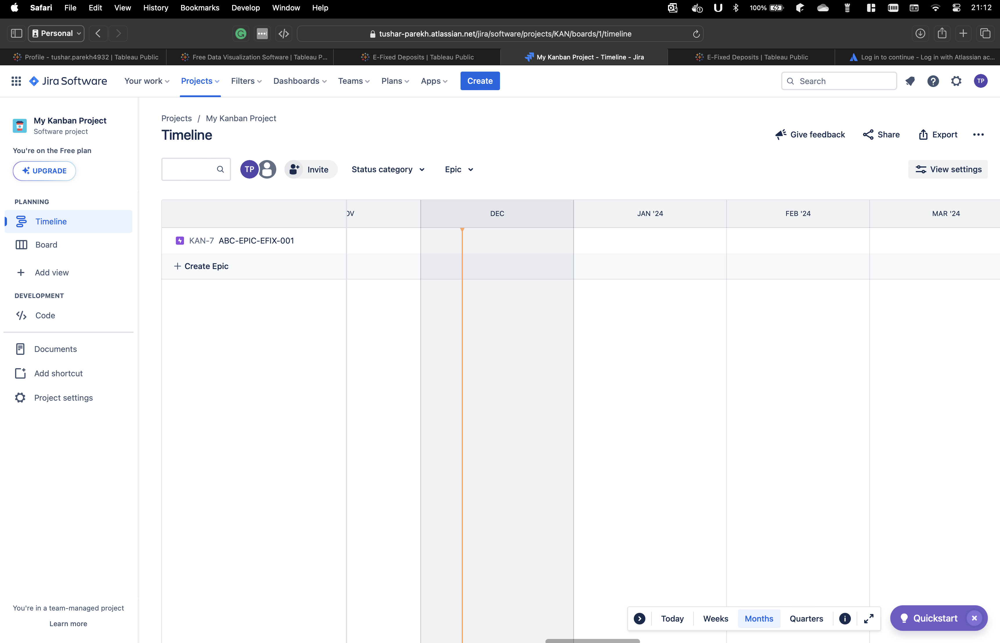 Safari File Edit View History Bookmarks Develop Window Help 100% 21:12
Personal tushar-parekh.atlassian.net/jira/software/projects/KAN/boards/1/timeline
Profile - tushar.parekh4932 | Tableau Public Free Data Visualization Software | Tableau P... E-Fixed Deposits | Tableau Public My Kanban Project - Timeline - Jira E-Fixed Deposits | Tableau Public Log in to continue - Log in with Atlassian ac...
Jira Software Your work Projects Filters Dashboards Teams Plans Apps Create Search TP
My Kanban Project
Software project
You're on the Free plan
UPGRADE
PLANNING
Timeline
Board
Add view
DEVELOPMENT
Code
Documents
Add shortcut
Project settings
You're in a team-managed project
Learn more
Projects / My Kanban Project
Timeline
Give feedback Share Export
TP Invite Status category Epic View settings
OV DEC JAN '24 FEB '24 MAR '24
KAN-7 ABC-EPIC-EFIX-001
Create Epic
Today Weeks Months Quarters
Quickstart